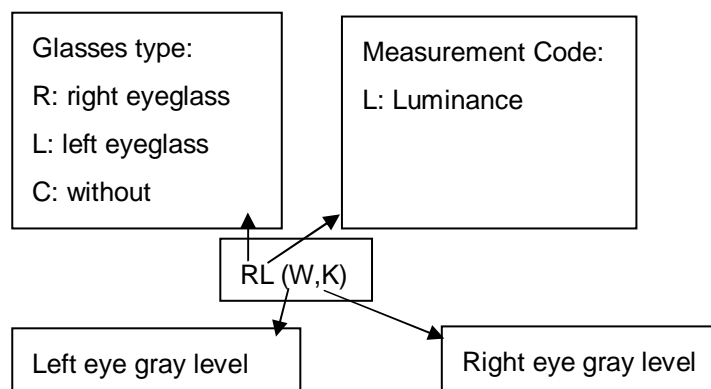 Glasses type:
R: right eyeglass
L: left eyeglass
C: without
Measurement Code:
L: Luminance
RL (W,K)
Left eye gray level
Right eye gray level